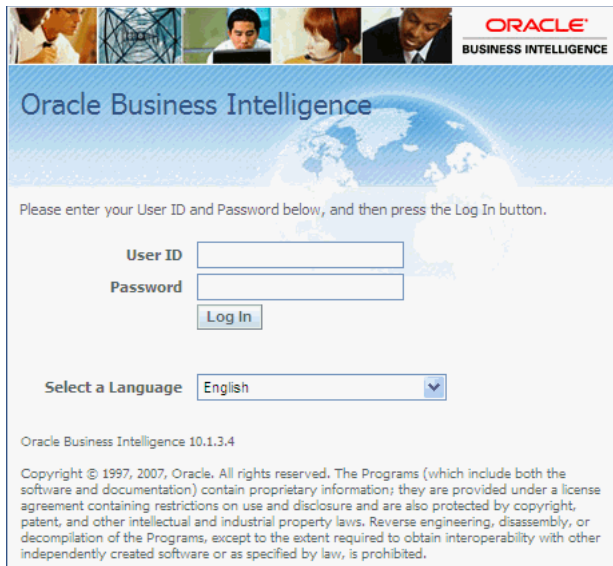 ORACLE
BUSINESS INTELLIGENCE
Oracle Business Intelligence
Please enter your User ID and Password below, and then press the Log In button.
User ID
Password
Log In
Select a Language English
Oracle Business Intelligence 10.1.3.4
Copyright © 1997, 2007, Oracle. All rights reserved. The Programs (which include both the
software and documentation) contain proprietary information; they are provided under a license
agreement containing restrictions on use and disclosure and are also protected by copyright,
patent, and other intellectual and industrial property laws. Reverse engineering, disassembly, or
decompilation of the Programs, except to the extent required to obtain interoperability with other
independently created software or as specified by law, is prohibited.